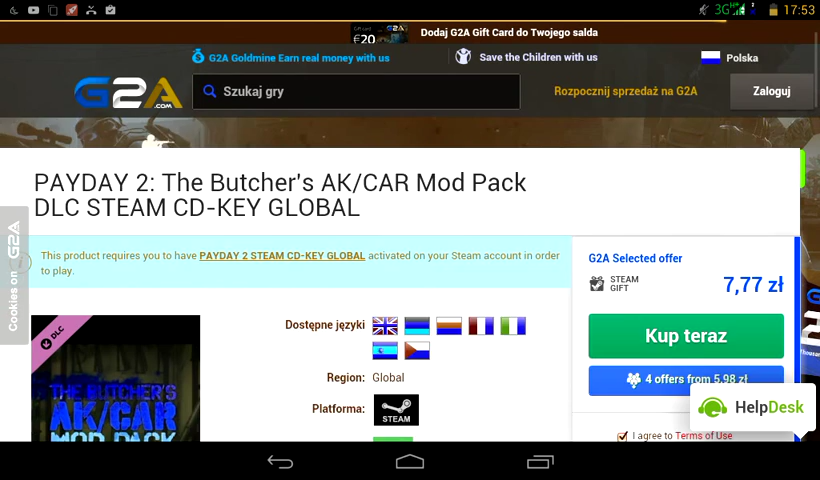 3G
H+
17:53
Gift card
£20
Dodaj G2A Gift Card do Twojego salda
G2A Goldmine Earn real money with us
Save the Children with us
Polska
G2A
.COM
Szukaj gry
Rozpocznij sprzedaż na G2A
Zaloguj
PAYDAY 2: The Butcher's AK/CAR Mod Pack
DLC STEAM CD-KEY GLOBAL
Cookies on G2A
This product requires you to have PAYDAY 2 STEAM CD-KEY GLOBAL activated on your Steam account in order
to play.
G2A Selected offer
STEAM
GIFT
7,77 zł
Kup teraz
4 offers from 5,98 zł
HelpDesk
I agree to Terms of Use
Dostępne języki
Region: Global
Platforma:
STEAM
DLC
THE BUTCHER'S
AK/CAR
MOD PACK